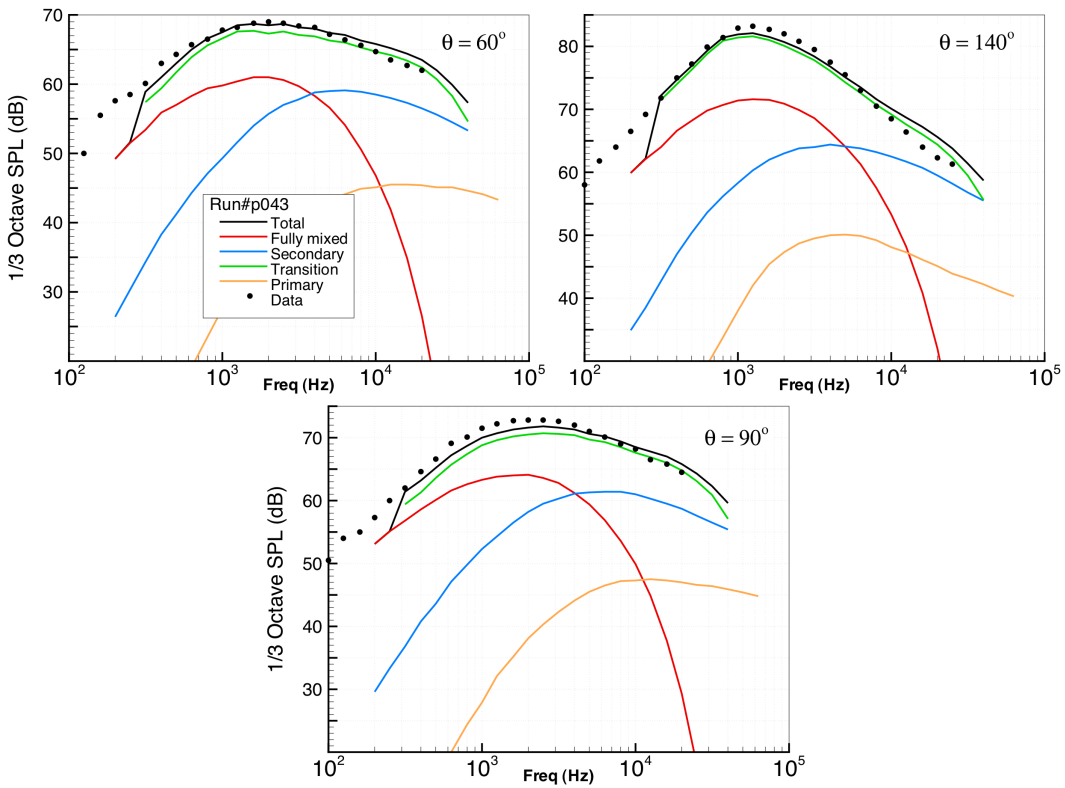 1/3 Octave SPL (dB)
70
60
50
40
30
θ = 60°
Run#p043
Total
Fully mixed
Secondary
Transition
Primary
Data
10² 10³ 10⁴ 10⁵
Freq (Hz)
80
70
60
50
40
θ = 140°
10² 10³ 10⁴ 10⁵
Freq (Hz)
1/3 Octave SPL (dB)
70
60
50
40
30
θ = 90°
10² 10³ 10⁴ 10⁵
Freq (Hz)